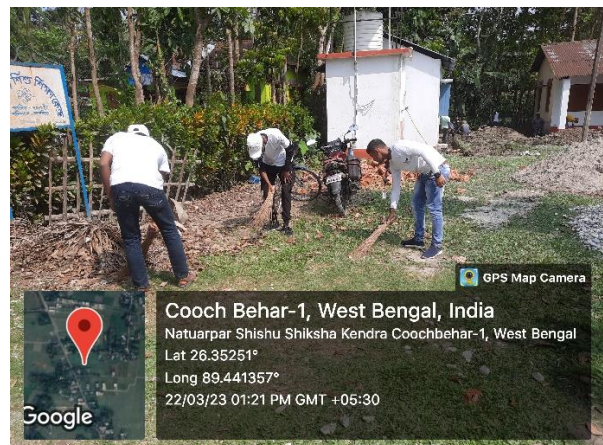 GPS Map Camera
Cooch Behar-1, West Bengal, India
Natuarpar Shishu Shiksha Kendra Coochbehar-1, West Bengal
Lat 26.35251°
Long 89.441357°
22/03/23 01:21 PM GMT +05:30
Google